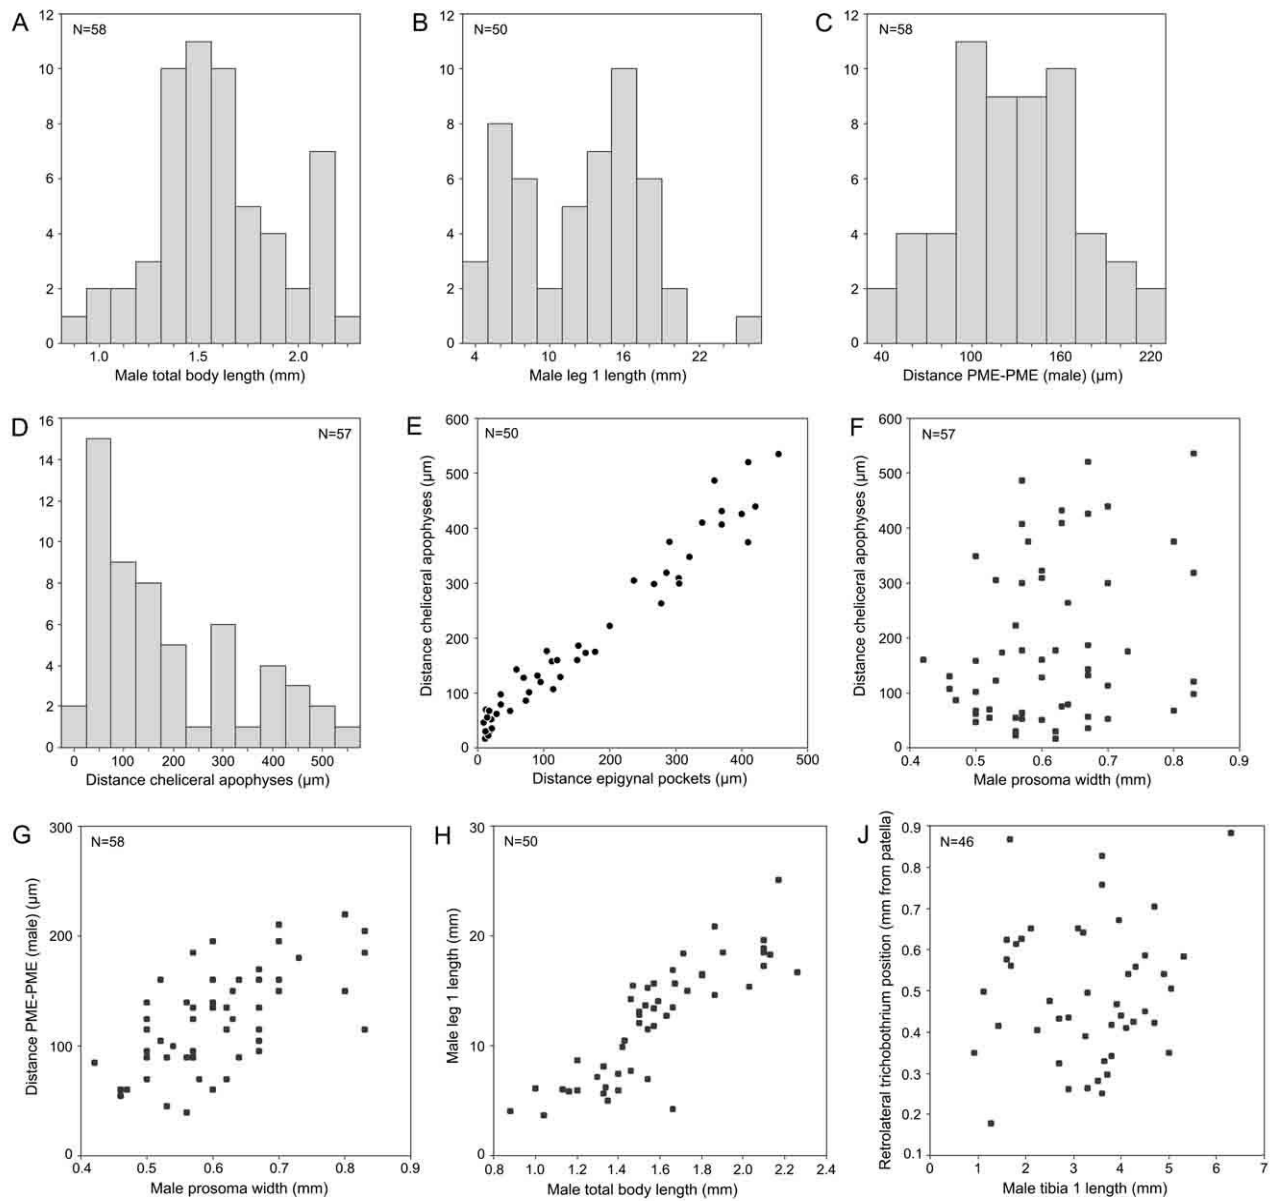 A
N=58
12
10
8
6
4
2
0
1.0 1.5 2.0
Male total body length (mm)
B
N=50
12
10
8
6
4
2
0
4 10 16 22
Male leg 1 length (mm)
C
N=58
12
10
8
6
4
2
0
40 100 160 220
Distance PME-PME (male) (µm)
D
N=57
16
14
12
10
8
6
4
2
0
0 100 200 300 400 500
Distance cheliceral apophyses (µm)
E
N=50
Distance cheliceral apophyses (µm)
600
500
400
300
200
100
0
0 100 200 300 400 500
Distance epigynal pockets (µm)
F
N=57
Distance cheliceral apophyses (µm)
600
500
400
300
200
100
0
0.4 0.5 0.6 0.7 0.8 0.9
Male prosoma width (mm)
G
N=58
Distance PME-PME (male) (µm)
300
200
100
0
0.4 0.5 0.6 0.7 0.8 0.9
Male prosoma width (mm)
H
N=50
Male leg 1 length (mm)
30
20
10
0
0.8 1.0 1.2 1.4 1.6 1.8 2.0 2.2 2.4
Male total body length (mm)
J
N=46
Retrolateral trichobothrium position (mm from patella)
0.9
0.8
0.7
0.6
0.5
0.4
0.3
0.2
0.1
0 1 2 3 4 5 6 7
Male tibia 1 length (mm)